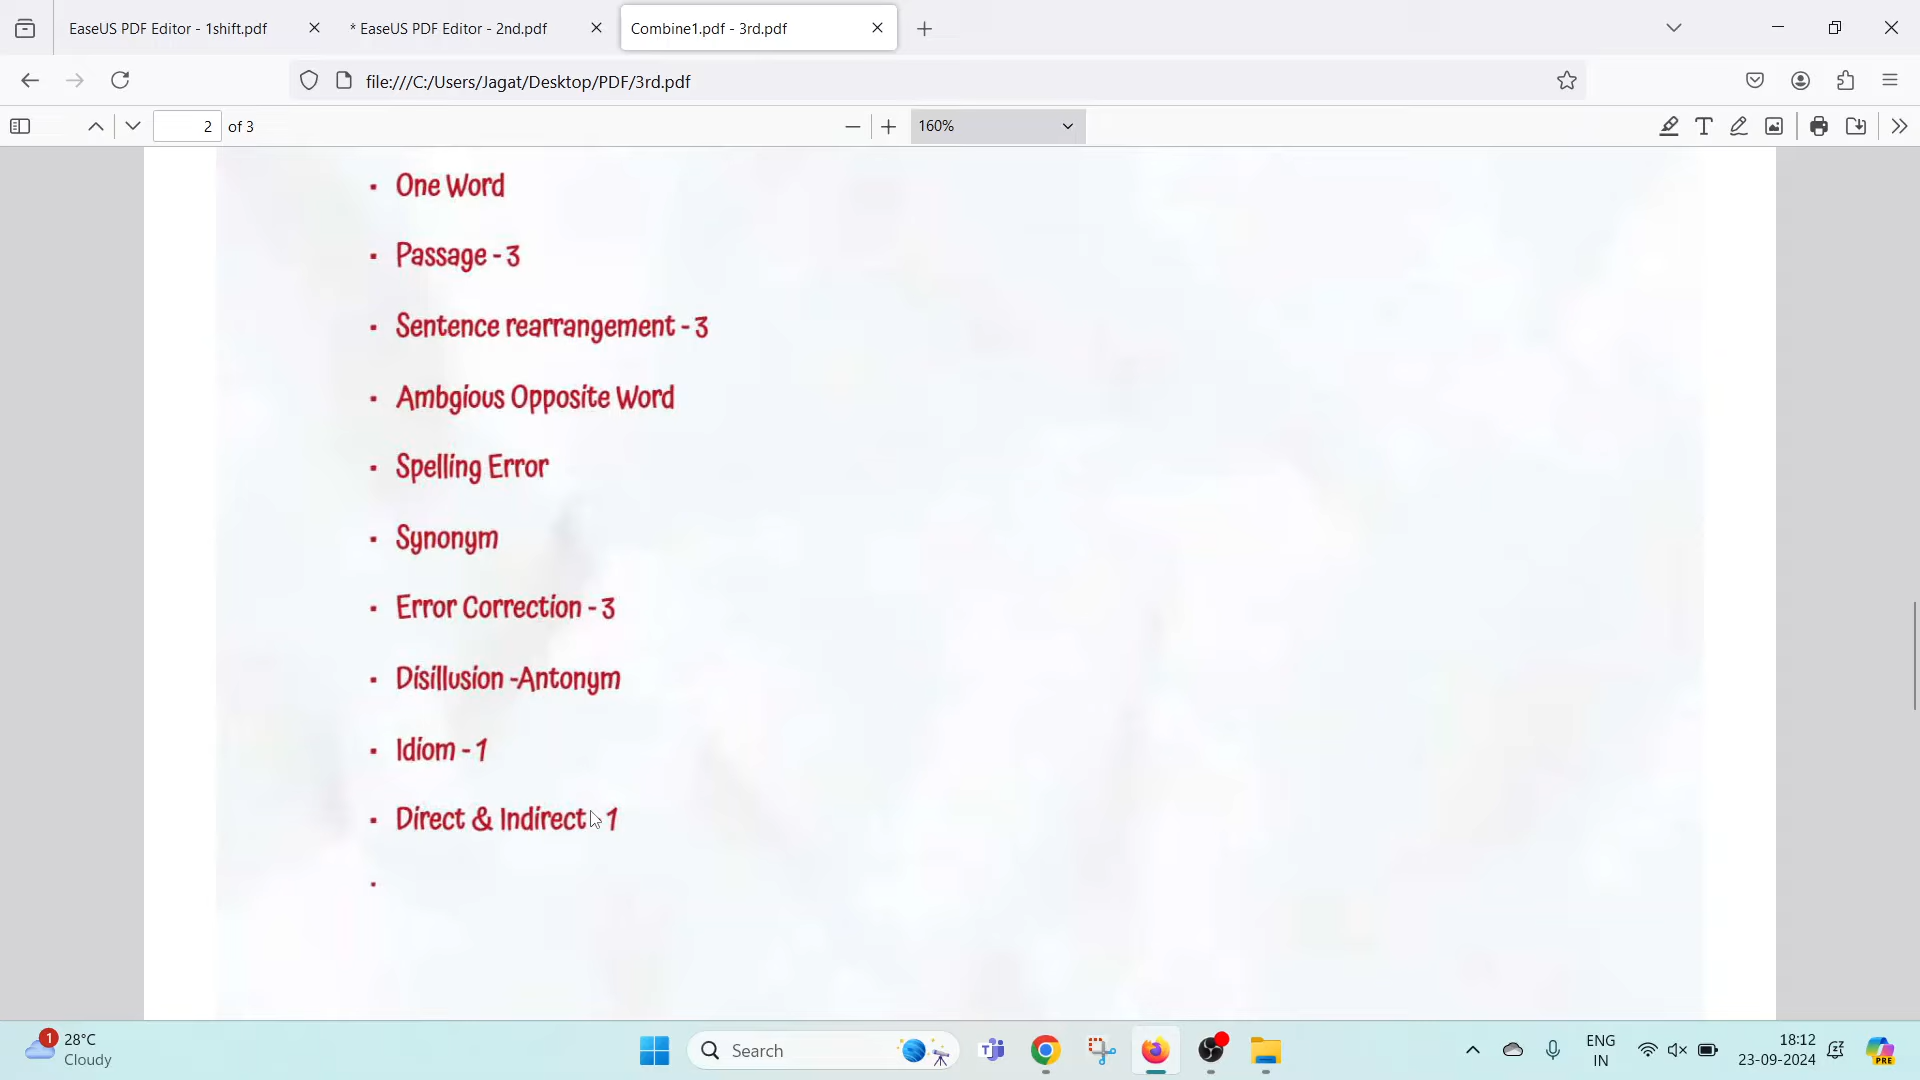 EaseUS PDF Editor - 1shift.pdf
* EaseUS PDF Editor - 2nd.pdf
Combine1.pdf - 3rd.pdf
file:///C:/Users/Jagat/Desktop/PDF/3rd.pdf
2 of 3
160%
• One Word
• Passage - 3
• Sentence rearrangement - 3
• Ambgious Opposite Word
• Spelling Error
• Synonym
• Error Correction - 3
• Disillusion -Antonym
• Idiom - 1
• Direct & Indirect - 1
•
1
28°C
Cloudy
Search
ENG
IN
18:12
23-09-2024
PRE